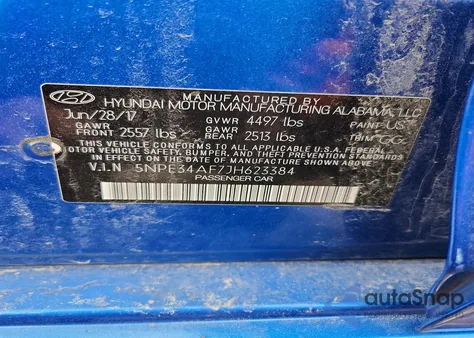 MANUFACTURED BY
HYUNDAI MOTOR MANUFACTURING ALABAMA, LLC
Jun/28/17 GVWR 4497 lbs PAINT US
GAWR FRONT 2557 lbs GAWR REAR 2513 lbs TRIM
THIS VEHICLE CONFORMS TO ALL APPLICABLE U.S. FEDERAL
MOTOR VEHICLE SAFETY, BUMPER, AND THEFT PREVENTION STANDARDS
IN EFFECT ON THE DATE OF MANUFACTURE SHOWN ABOVE.
V.I.N 5NPE34AF7JH623384
PASSENGER CAR
autoSnap